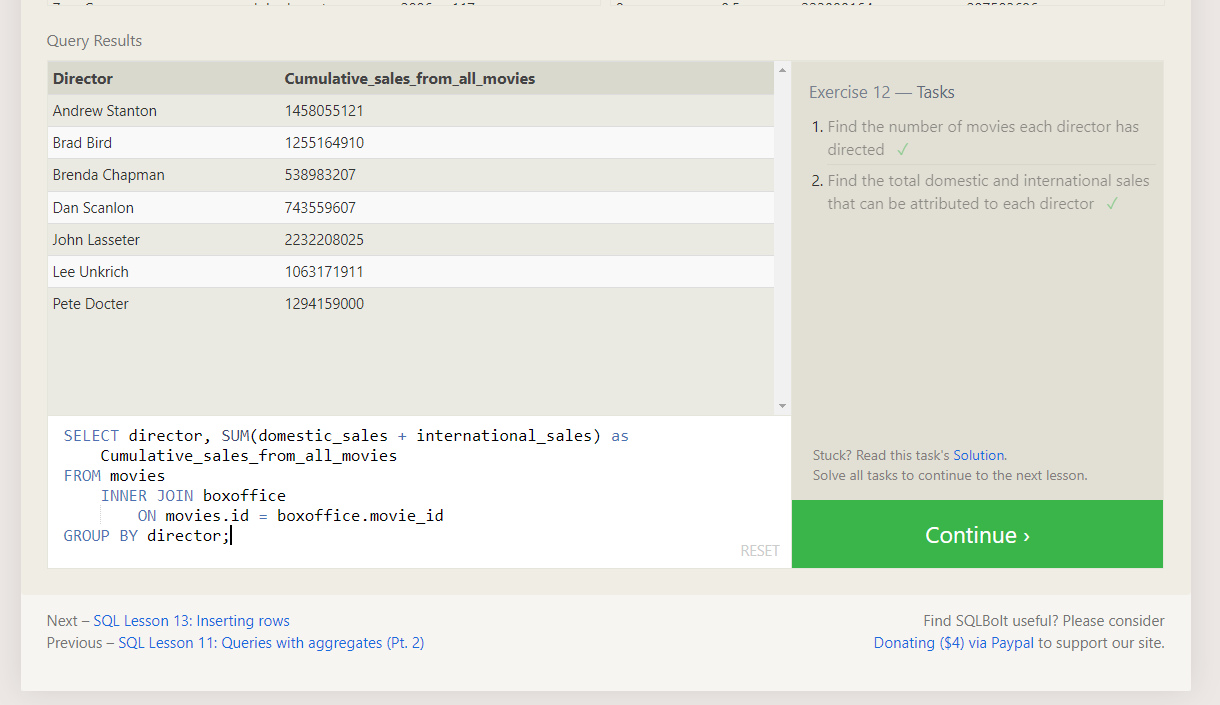 Query Results
Director Cumulative_sales_from_all_movies
Andrew Stanton 1458055121
Brad Bird 1255164910
Brenda Chapman 538983207
Dan Scanlon 743559607
John Lasseter 2232208025
Lee Unkrich 1063171911
Pete Docter 1294159000
SELECT director, SUM(domestic_sales + international_sales) as
Cumulative_sales_from_all_movies
FROM movies
INNER JOIN boxoffice
ON movies.id = boxoffice.movie_id
GROUP BY director;
RESET
Exercise 12 — Tasks
1. Find the number of movies each director has
directed ✓
2. Find the total domestic and international sales
that can be attributed to each director ✓
Stuck? Read this task's Solution.
Solve all tasks to continue to the next lesson.
Continue ›
Next – SQL Lesson 13: Inserting rows
Previous – SQL Lesson 11: Queries with aggregates (Pt. 2)
Find SQLBolt useful? Please consider
Donating ($4) via Paypal to support our site.